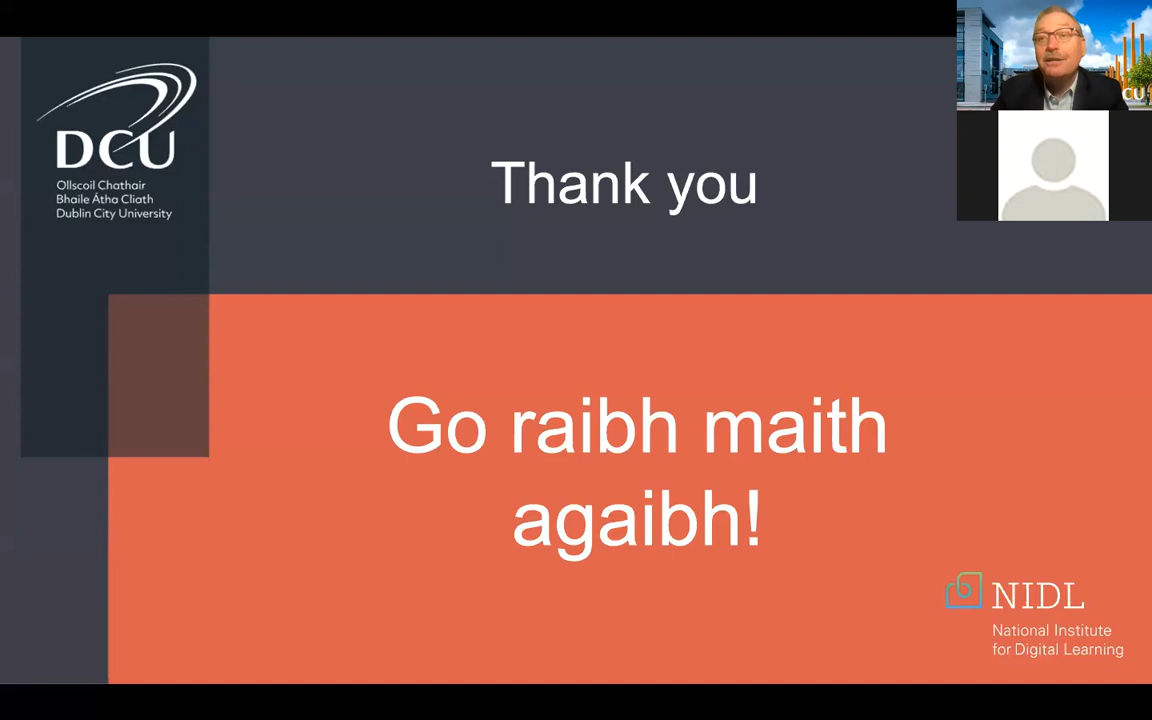 DCU
Ollscoil Chathair
Bhaile Átha Cliath
Dublin City University
Thank you
CU
Go raibh maith
agaibh!
NIDL
National Institute
for Digital Learning